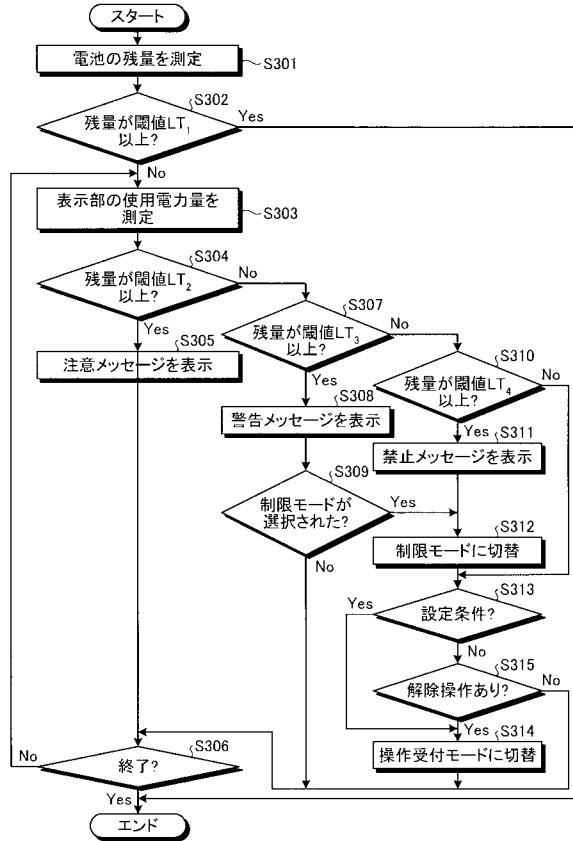 スタート
電池の残量を測定
S301
S302
残量が閾値LT1
以上?
Yes
No
表示部の使用電力量を
測定
S303
S304
残量が閾値LT2
以上?
No
Yes
S305
注意メッセージを表示
S307
残量が閾値LT3
以上?
No
Yes
S308
警告メッセージを表示
S309
制限モードが
選択された?
Yes
No
S310
残量が閾値LT4
以上?
No
Yes
S311
禁止メッセージを表示
S312
制限モードに切替
S313
設定条件?
Yes
No
S315
解除操作あり?
No
Yes
S314
操作受付モードに切替
S306
終了?
No
Yes
エンド